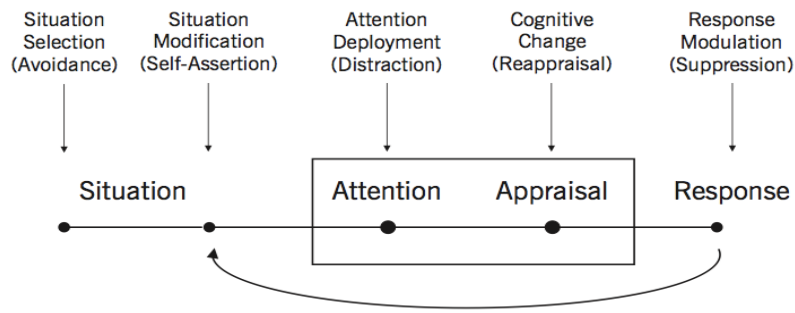 Situation
Selection
(Avoidance)
Situation
Modification
(Self-Assertion)
Attention
Deployment
(Distraction)
Cognitive
Change
(Reappraisal)
Response
Modulation
(Suppression)
Situation
Attention
Appraisal
Response